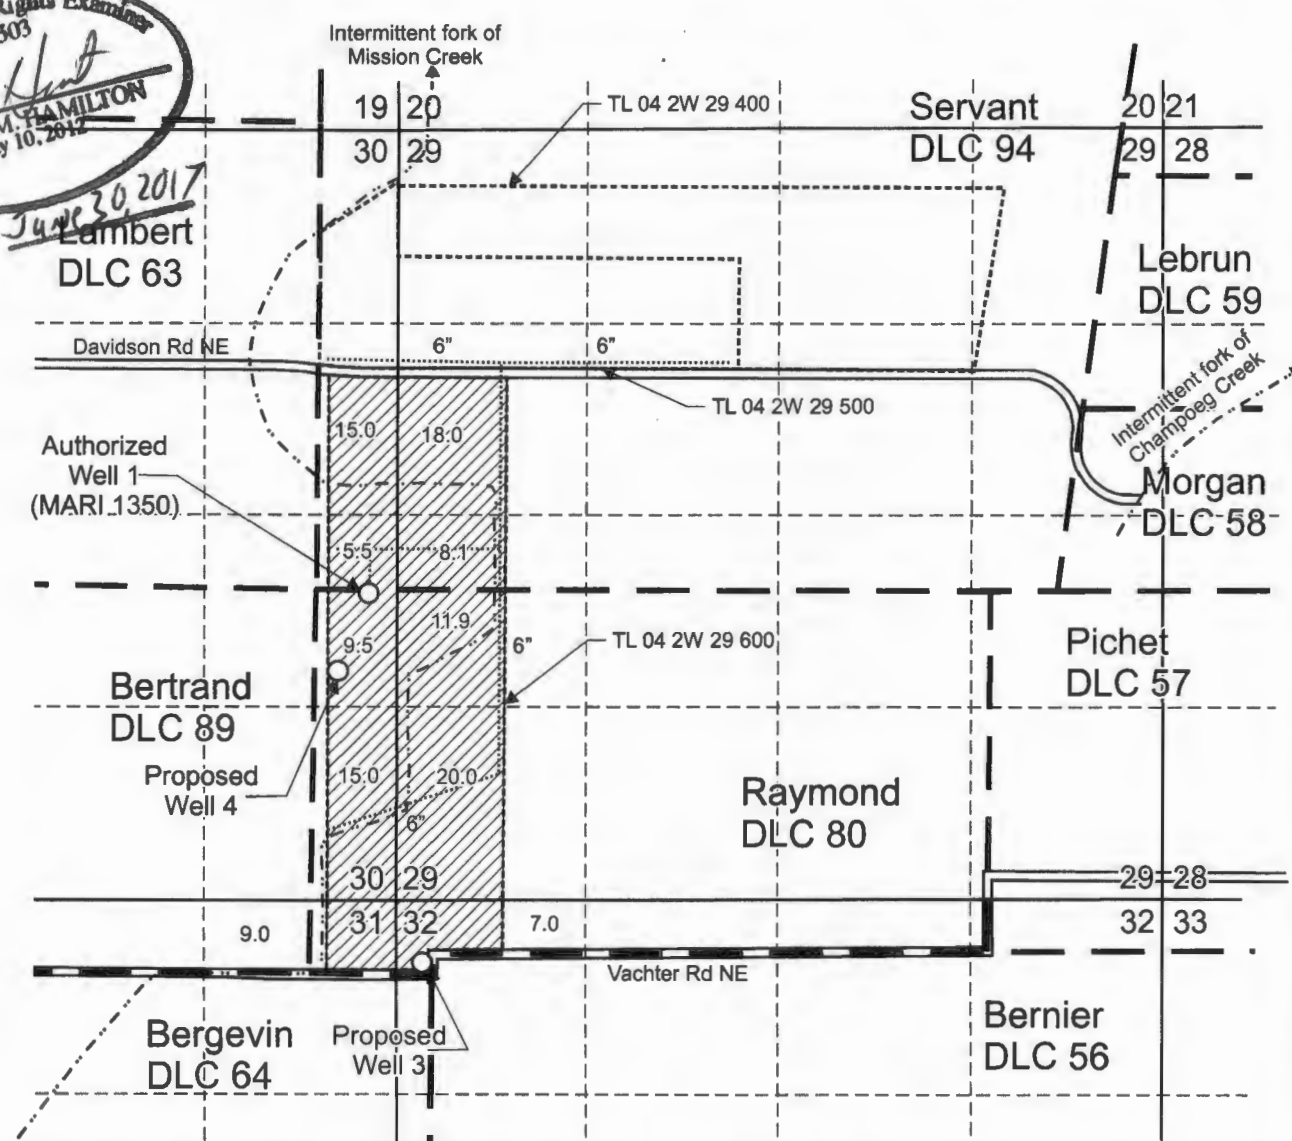 Rights Examiner
303
M. HAMILTON
10, 2012
June 30, 2017
Intermittent fork of
Mission Creek
19 20
30 29
TL 04 2W 29 400
Servant
DLC 94
20 21
29 28
Lambert
DLC 63
Lebrun
DLC 59
Davidson Rd NE
6"
6"
Intermittent fork of
Champoeg Creek
TL 04 2W 29 500
15.0
18.0
Authorized
Well 1
(MARI 1350)
Morgan
DLC 58
5.5
8.1
11.9
9.5
6"
TL 04 2W 29 600
Pichet
DLC 57
Bertrand
DLC 89
Proposed
Well 4
15.0
20.0
6"
Raymond
DLC 80
30 29
31 32
29 28
32 33
9.0
7.0
Vachter Rd NE
Bergevin
DLC 64
Proposed
Well 3
Bernier
DLC 56